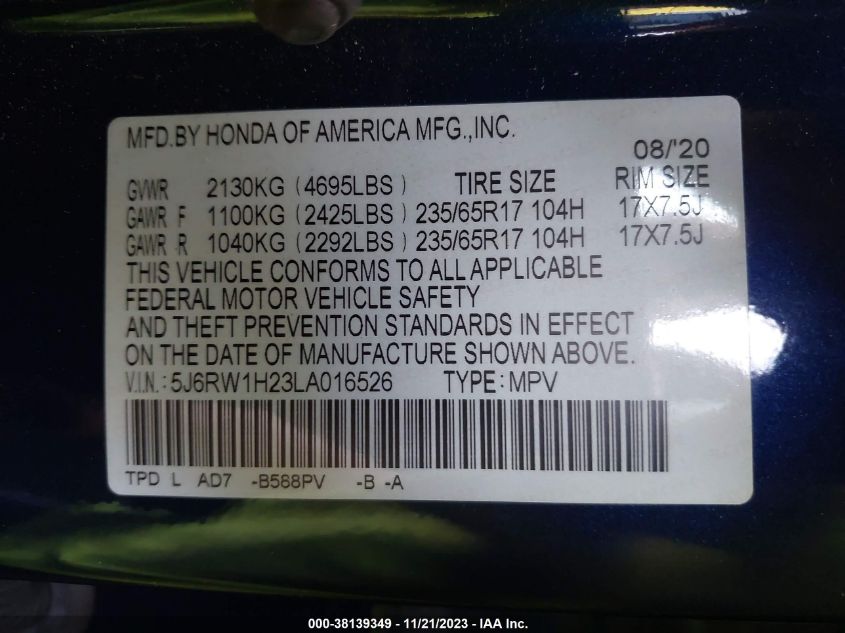 MFD.BY HONDA OF AMERICA MFG.,INC.
08/'20
GVWR 2130KG (4695LBS) TIRE SIZE RIM SIZE
GAWR F 1100KG (2425LBS) 235/65R17 104H 17X7.5J
GAWR R 1040KG (2292LBS) 235/65R17 104H 17X7.5J
THIS VEHICLE CONFORMS TO ALL APPLICABLE
FEDERAL MOTOR VEHICLE SAFETY
AND THEFT PREVENTION STANDARDS IN EFFECT
ON THE DATE OF MANUFACTURE SHOWN ABOVE.
V.I.N.:5J6RW1H23LA016526 TYPE:MPV
TPD L AD7 -B588PV -B -A
000-38139349 - 11/21/2023 - IAA Inc.